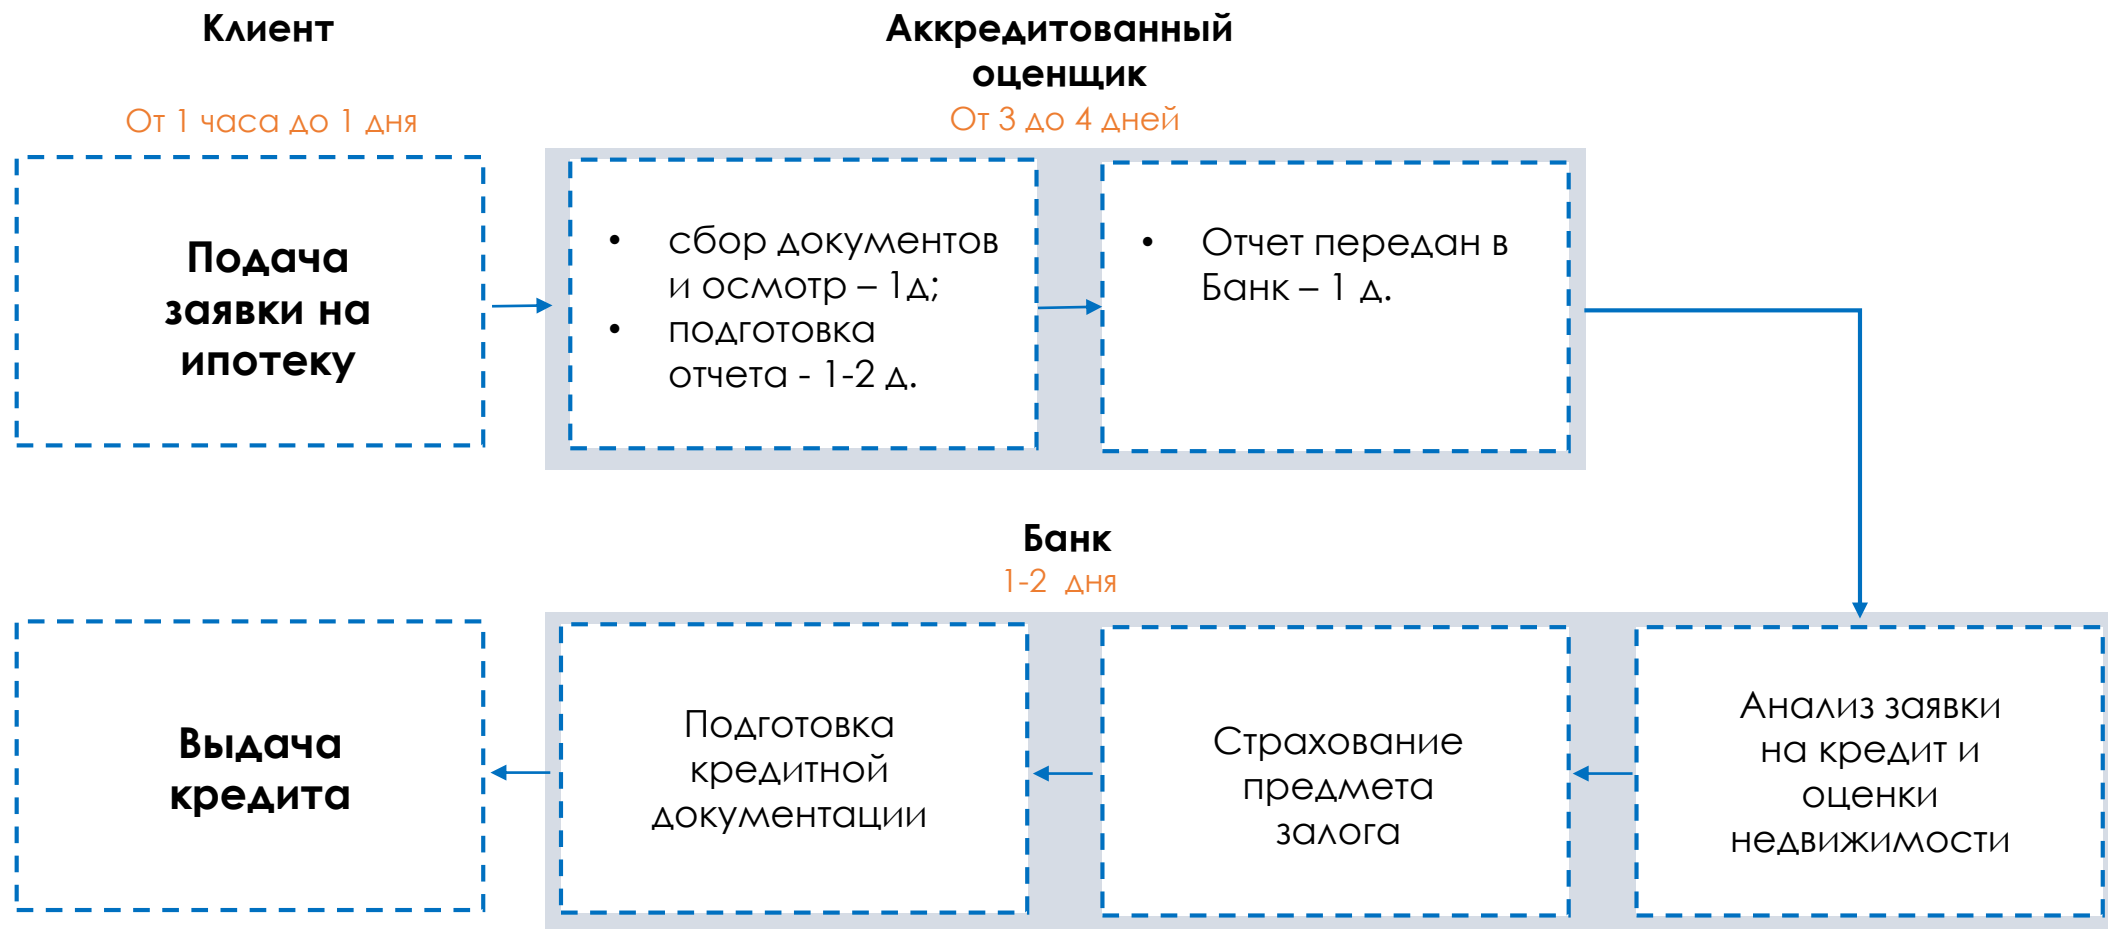 Клиент
От 1 часа до 1 дня
Подача
заявки на
ипотеку
Аккредитованный
оценщик
От 3 до 4 дней
• сбор документов
и осмотр – 1д;
• подготовка
отчета - 1-2 д.
• Отчет передан в
Банк – 1 д.
Банк
1-2 дня
Анализ заявки
на кредит и
оценки
недвижимости
Страхование
предмета
залога
Подготовка
кредитной
документации
Выдача
кредита